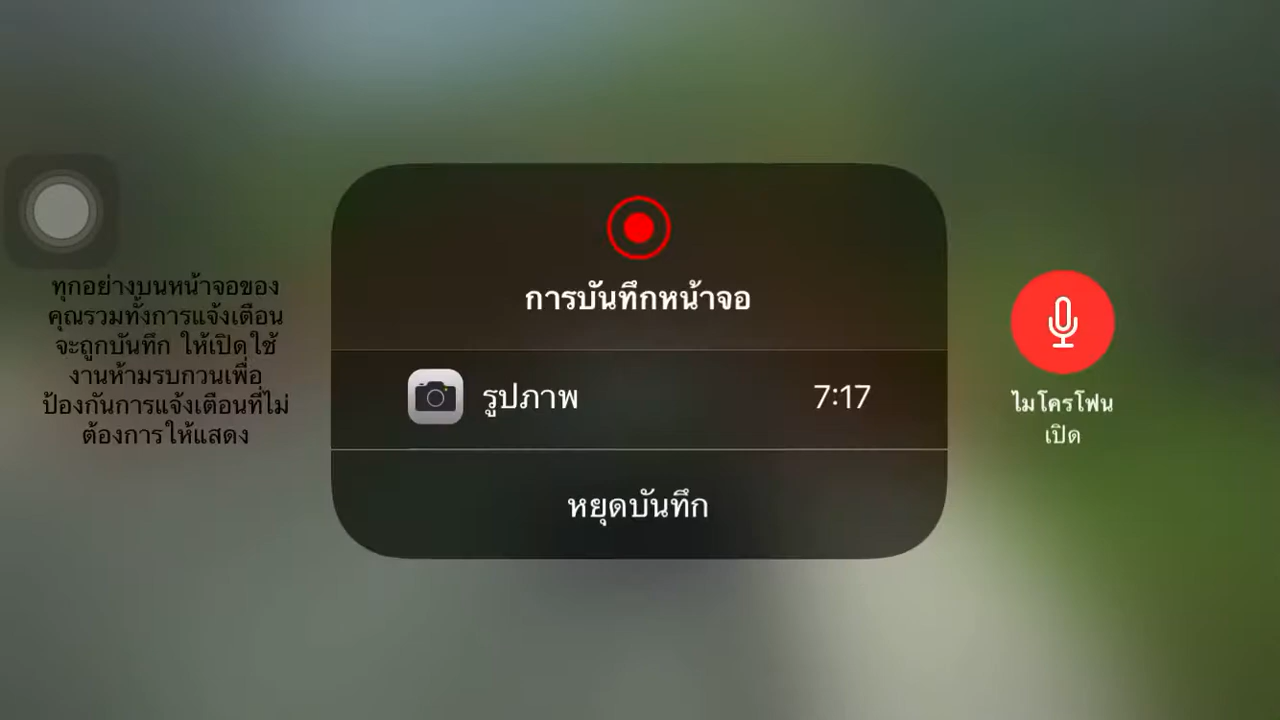 ทุกอย่างบนหน้าจอของ
คุณรวมทั้งการแจ้งเตือน
จะถูกบันทึก ให้เปิดใช้
งานห้ามรบกวนเพื่อ
ป้องกันการแจ้งเตือนที่ไม่
ต้องการให้แสดง
การบันทึกหน้าจอ
รูปภาพ 7:17
หยุดบันทึก
ไมโครโฟน
เปิด